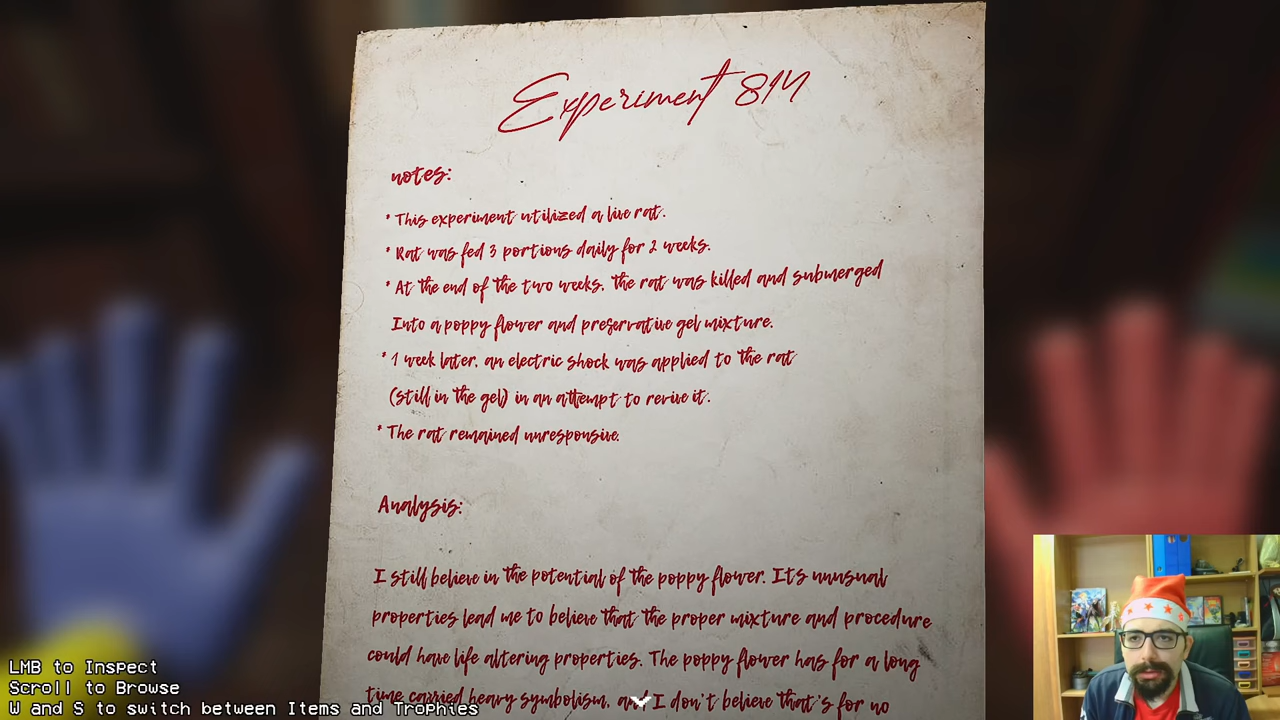 Experiment 814
notes:
* This experiment utilized a live rat.
* Rat was fed 3 portions daily for 2 weeks.
* At the end of the two weeks, the rat was killed and submerged
Into a poppy flower and preservative gel mixture.
* 1 week later, an electric shock was applied to the rat
(still in the gel) in an attempt to revive it.
* The rat remained unresponsive.
Analysis:
I still believe in the potential of the poppy flower. Its unusual
properties lead me to believe that the proper mixture and procedure
could have life altering properties. The poppy flower has for a long
time carried heavy symbolism, and I don't believe that's for no
LMB to Inspect
Scroll to Browse
W and S to switch between Items and Trophies